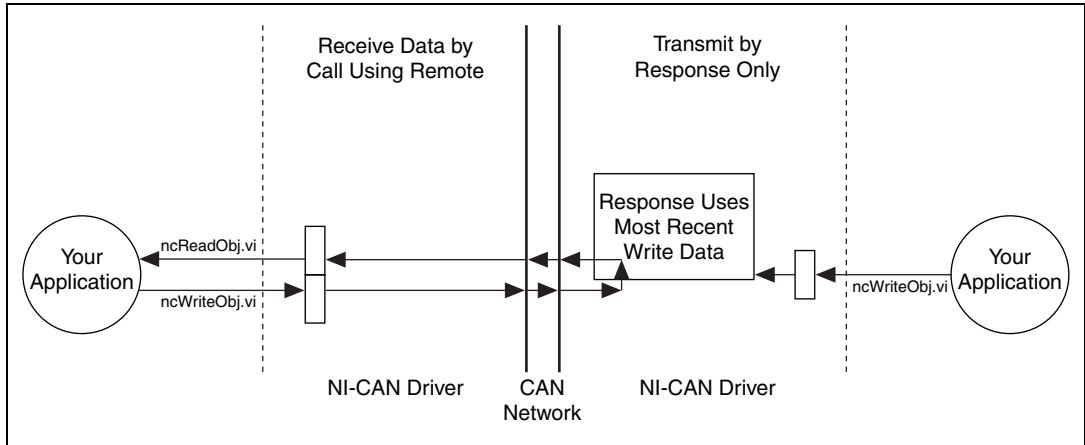 Receive Data by
Call Using Remote
Transmit by
Response Only
Response Uses
Most Recent
Write Data
Your
Application
ncReadObj.vi
ncWriteObj.vi
ncWriteObj.vi
Your
Application
NI-CAN Driver
CAN
Network
NI-CAN Driver